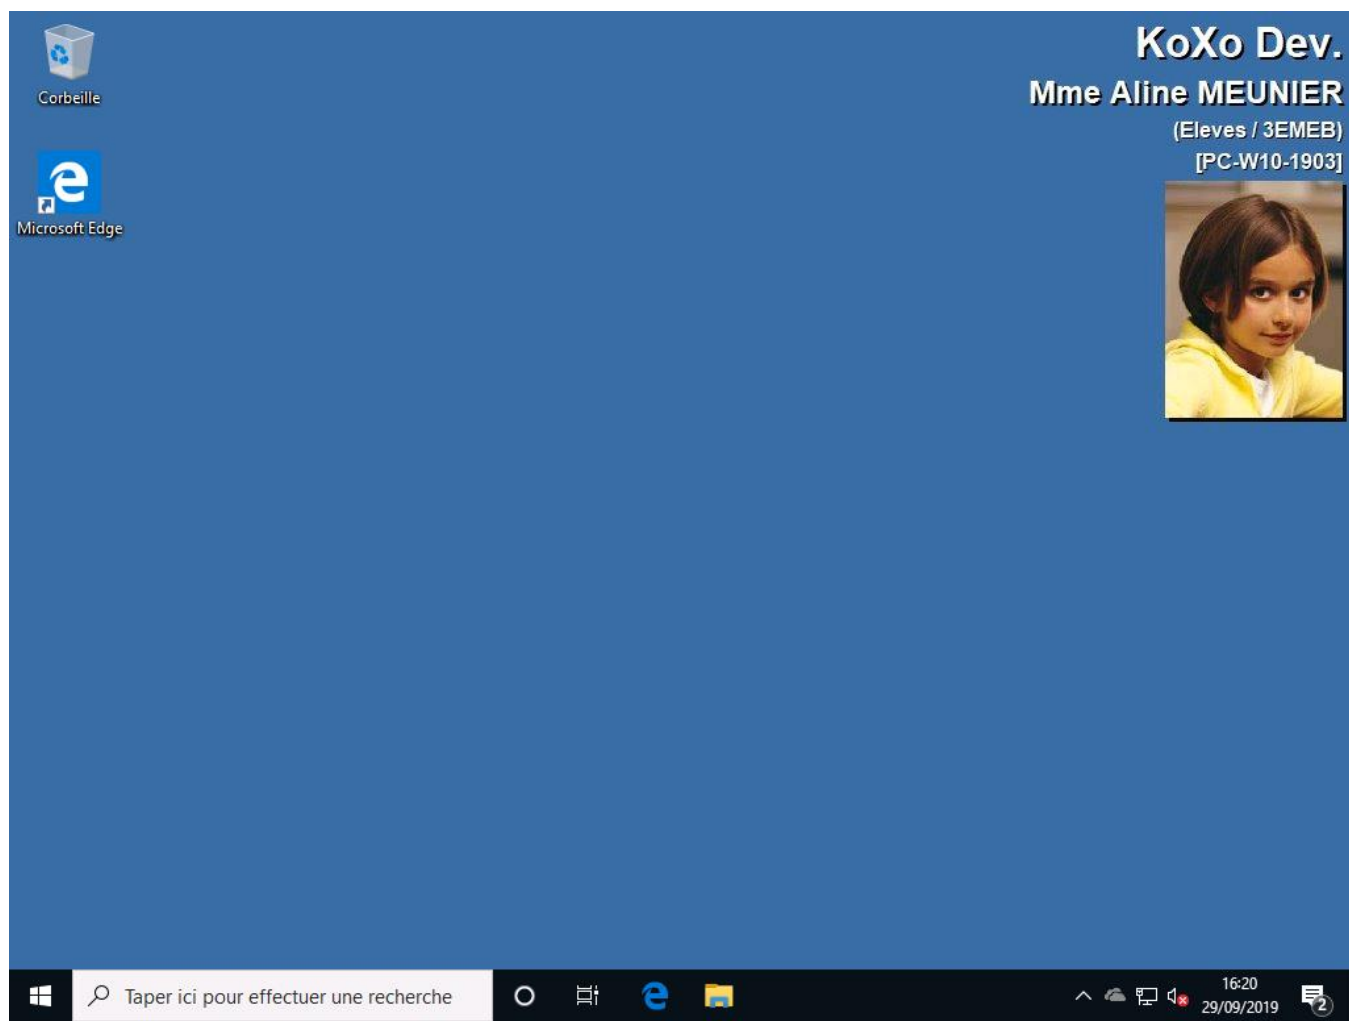 KoXo Dev.
Mme Aline MEUNIER
(Eleves / 3EMEB)
[PC-W10-1903]
Corbeille
Microsoft Edge
Taper ici pour effectuer une recherche
16:20
29/09/2019
2